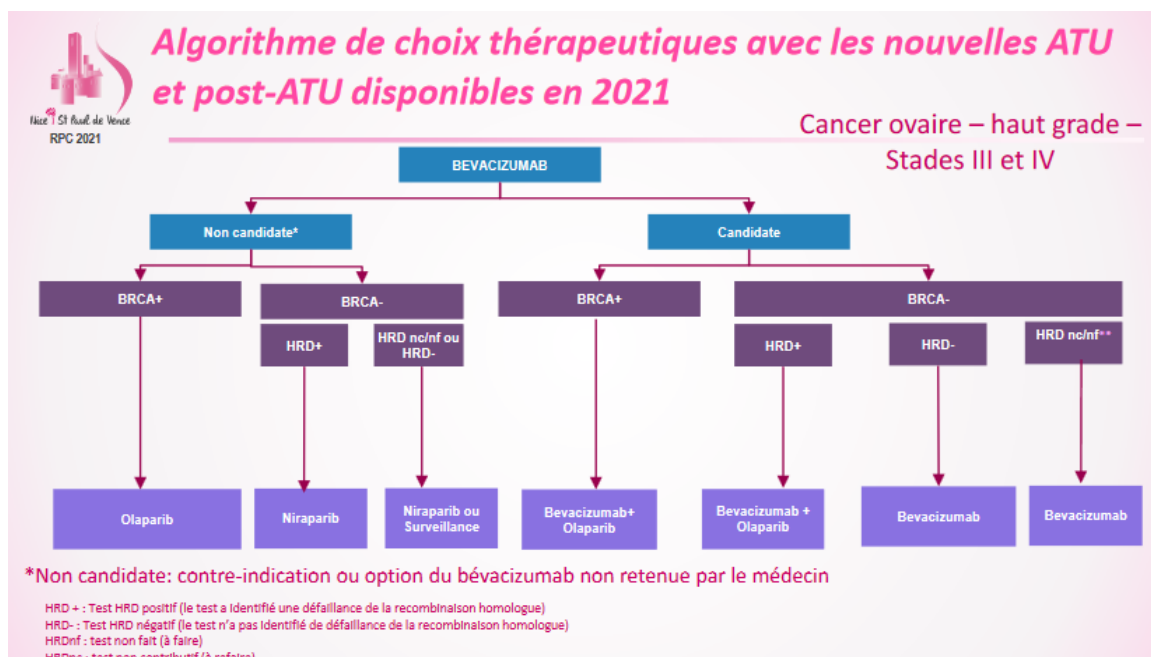 Algorithme de choix thérapeutiques avec les nouvelles ATU
et post-ATU disponibles en 2021
Nice St Paul de Vence
RPC 2021
Cancer ovaire – haut grade –
Stades III et IV
BEVACIZUMAB
Non candidate*
Candidate
BRCA+
BRCA-
BRCA+
BRCA-
HRD+
HRD nc/nf ou
HRD-
HRD+
HRD-
HRD nc/nf**
Olaparib
Niraparib
Niraparib ou
Surveillance
Bevacizumab+
Olaparib
Bevacizumab +
Olaparib
Bevacizumab
Bevacizumab
*Non candidate: contre-indication ou option du bévacizumab non retenue par le médecin
HRD + : Test HRD positif (le test a identifié une défaillance de la recombinaison homologue)
HRD- : Test HRD négatif (le test n'a pas identifié de défaillance de la recombinaison homologue)
HRDnf : test non fait (à faire)
HRDnc : test non contributif (à refaire)